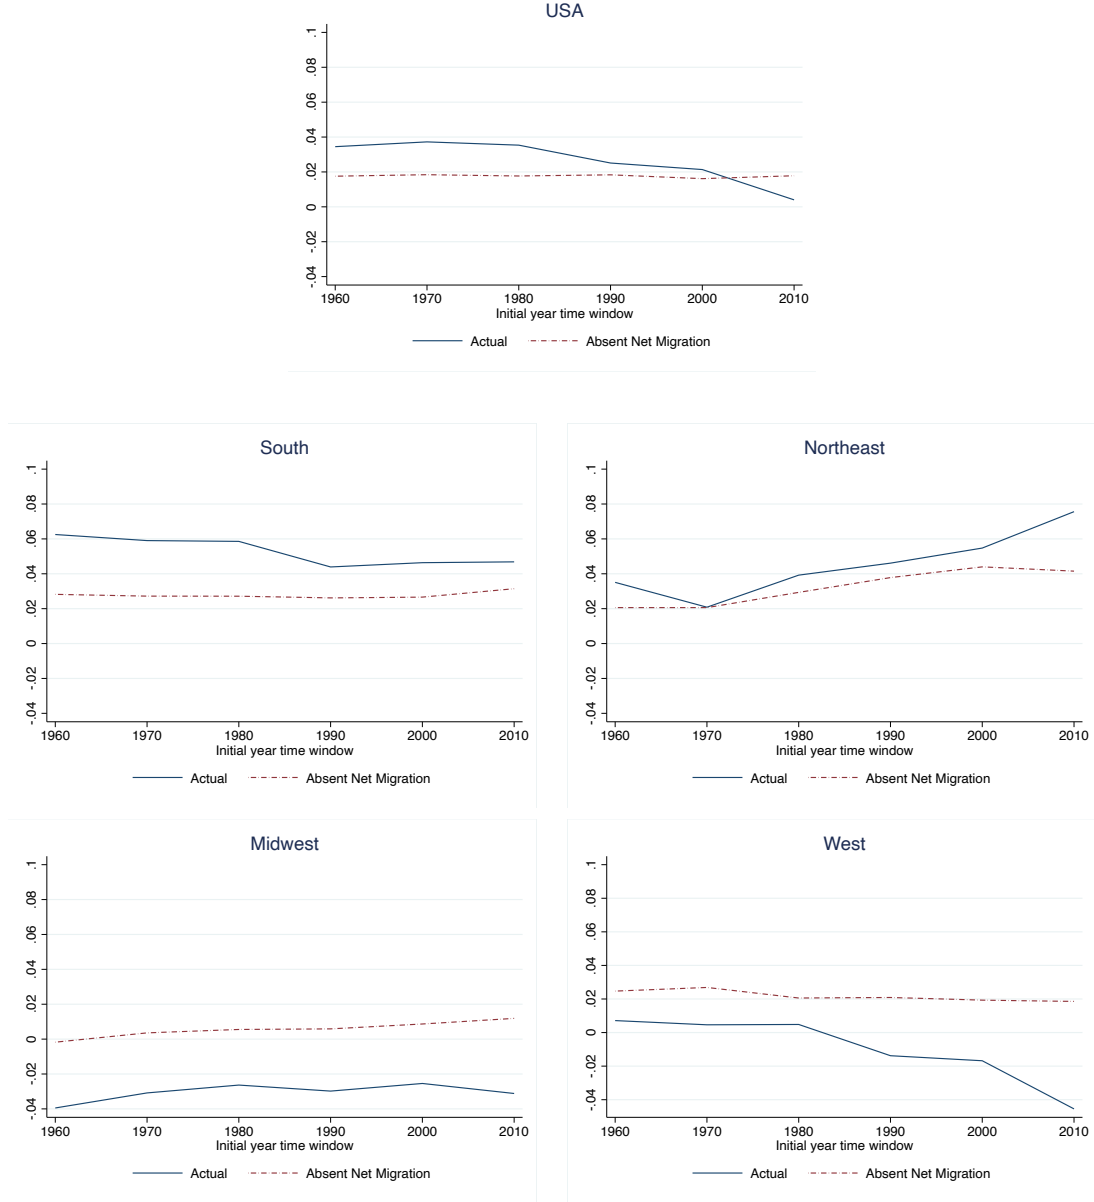 USA
.1
.08
.06
.04
.02
0
-.02
-.04
1960 1970 1980 1990 2000 2010
Initial year time window
Actual Absent Net Migration
South
.1
.08
.06
.04
.02
0
-.02
-.04
1960 1970 1980 1990 2000 2010
Initial year time window
Actual Absent Net Migration
Northeast
.1
.08
.06
.04
.02
0
-.02
-.04
1960 1970 1980 1990 2000 2010
Initial year time window
Actual Absent Net Migration
Midwest
.1
.08
.06
.04
.02
0
-.02
-.04
1960 1970 1980 1990 2000 2010
Initial year time window
Actual Absent Net Migration
West
.1
.08
.06
.04
.02
0
-.02
-.04
1960 1970 1980 1990 2000 2010
Initial year time window
Actual Absent Net Migration